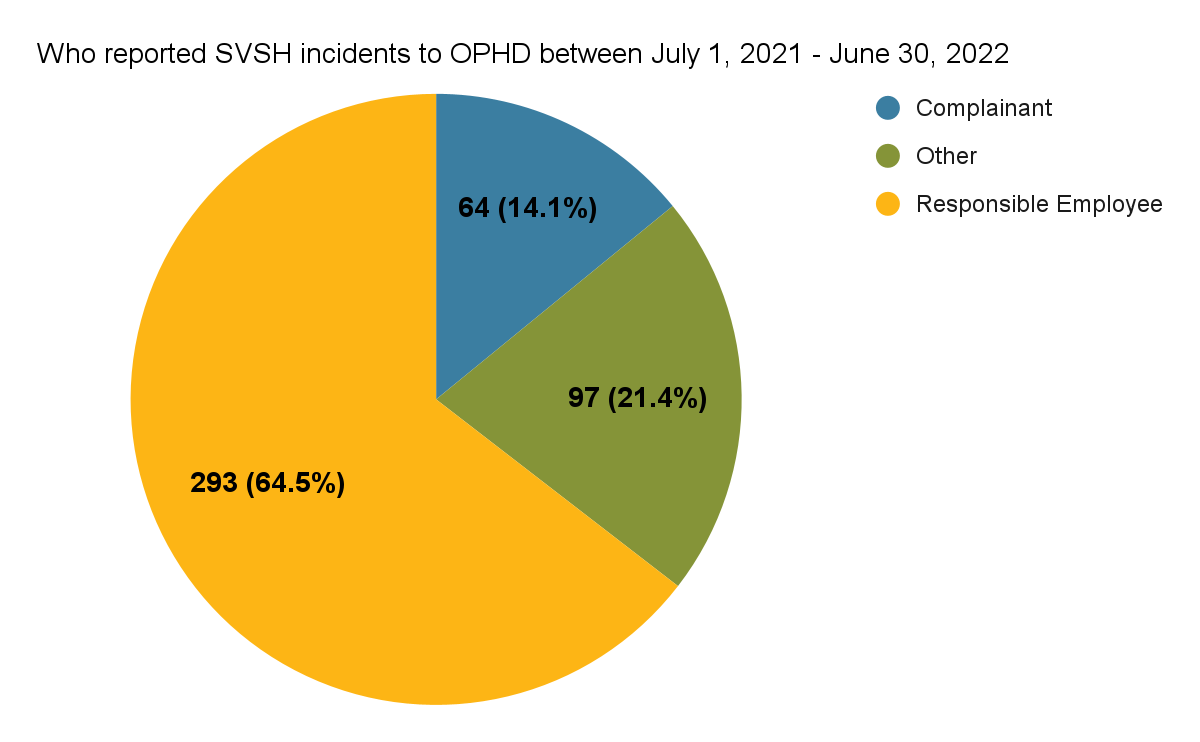 Who reported SVSH incidents to OPHD between July 1, 2021 - June 30, 2022
Complainant
Other
Responsible Employee
64 (14.1%)
97 (21.4%)
293 (64.5%)